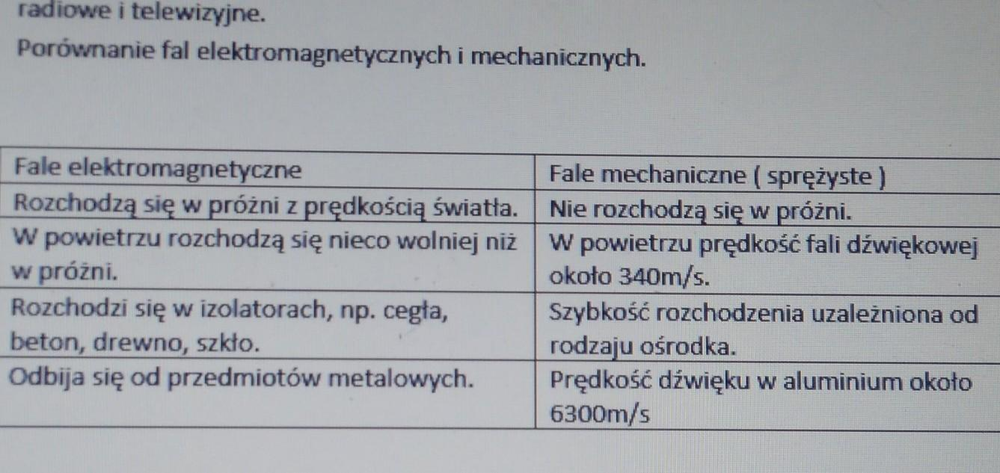 radiowe i telewizyjne.
Porównanie fal elektromagnetycznych i mechanicznych.
Fale elektromagnetyczne
Fale mechaniczne ( sprężyste )
Rozchodzą się w próżni z prędkością światła.
Nie rozchodzą się w próżni.
W powietrzu rozchodzą się nieco wolniej niż
w próżni.
W powietrzu prędkość fali dźwiękowej
około 340m/s.
Rozchodzi się w izolatorach, np. cegła,
beton, drewno, szkło.
Szybkość rozchodzenia uzależniona od
rodzaju ośrodka.
Odbija się od przedmiotów metalowych.
Prędkość dźwięku w aluminium około
6300m/s